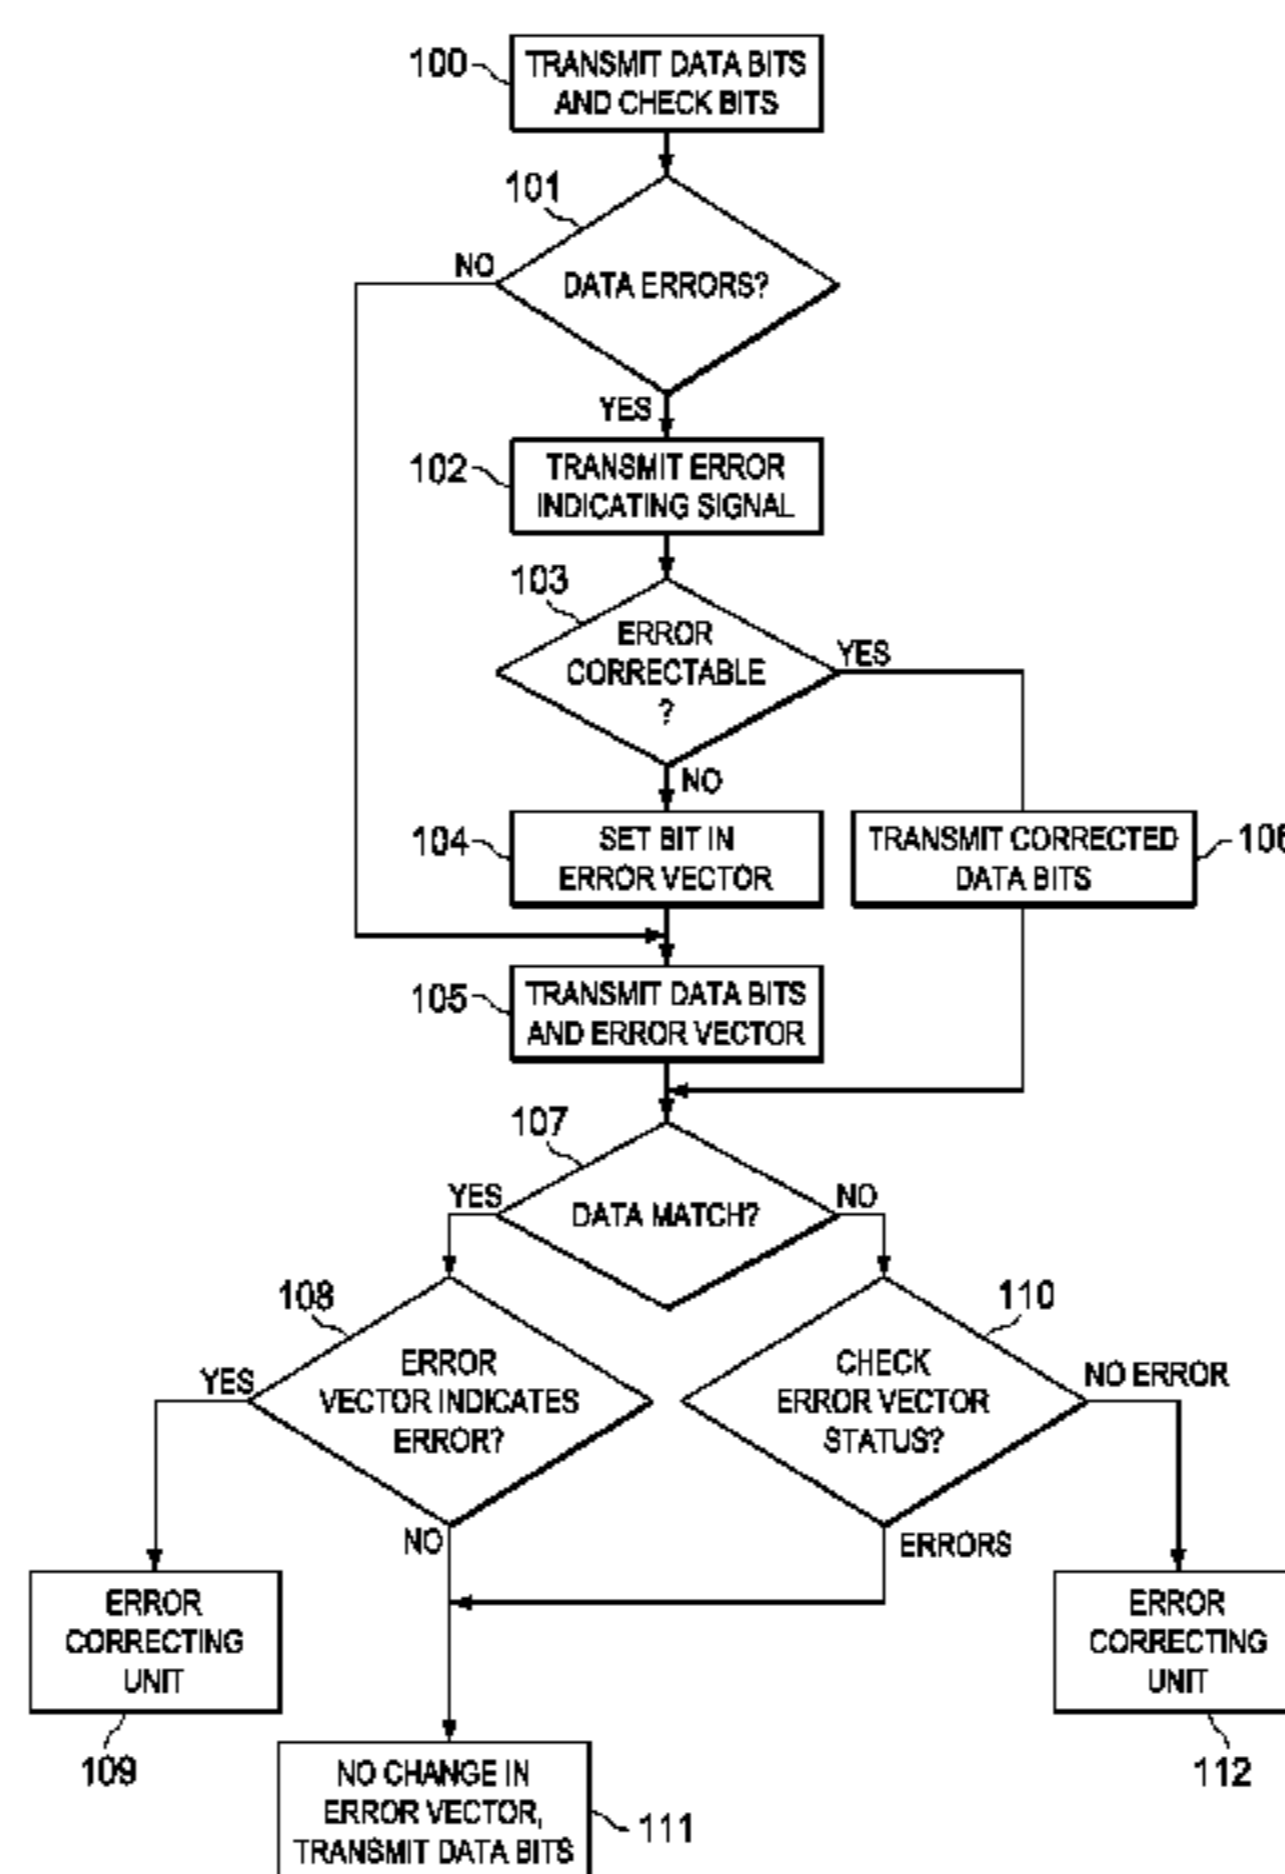 100
TRANSMIT DATA BITS
AND CHECK BITS
101
NO
DATA ERRORS?
YES
102
TRANSMIT ERROR
INDICATING SIGNAL
103
ERROR
CORRECTABLE
?
YES
NO
104
SET BIT IN
ERROR VECTOR
TRANSMIT CORRECTED
DATA BITS
106
105
TRANSMIT DATA BITS
AND ERROR VECTOR
107
YES
DATA MATCH?
NO
108
YES
ERROR
VECTOR INDICATES
ERROR?
NO
110
CHECK
ERROR VECTOR
STATUS?
NO ERROR
ERRORS
ERROR
CORRECTING
UNIT
109
ERROR
CORRECTING
UNIT
112
NO CHANGE IN
ERROR VECTOR,
TRANSMIT DATA BITS
111